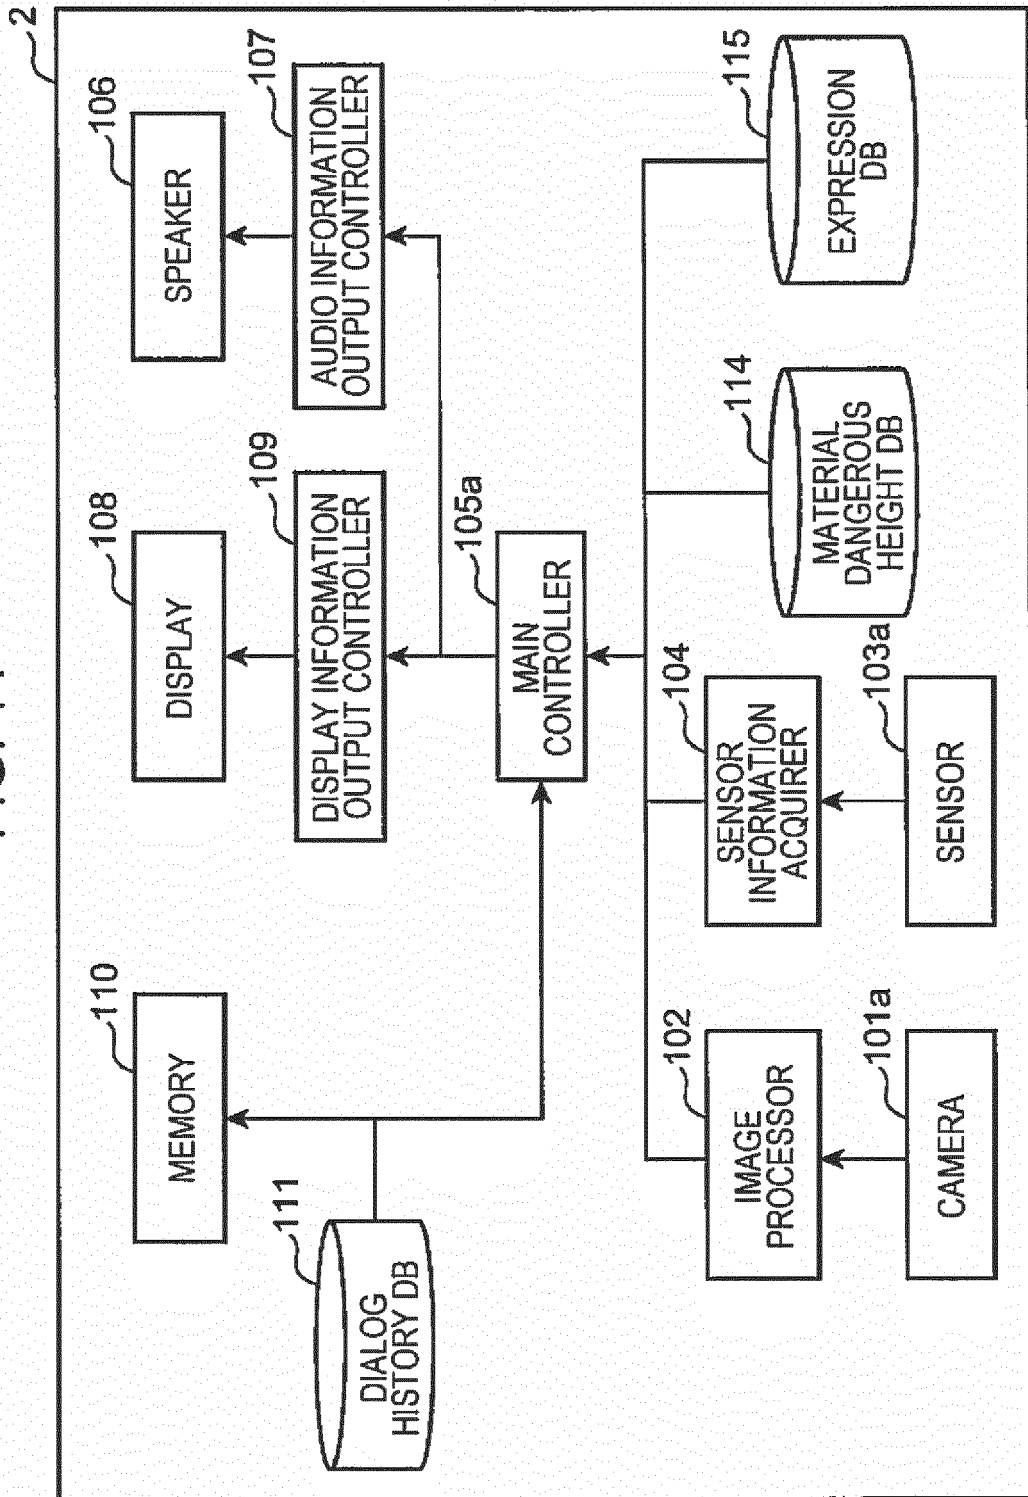 2
106
SPEAKER
107
AUDIO INFORMATION
OUTPUT CONTROLLER
108
DISPLAY
109
DISPLAY INFORMATION
OUTPUT CONTROLLER
110
MEMORY
111
DIALOG
HISTORY DB
105a
MAIN
CONTROLLER
102
IMAGE
PROCESSOR
101a
CAMERA
104
SENSOR
INFORMATION
ACQUIRER
103a
SENSOR
114
MATERIAL
DANGEROUS
HEIGHT DB
115
EXPRESSION
DB